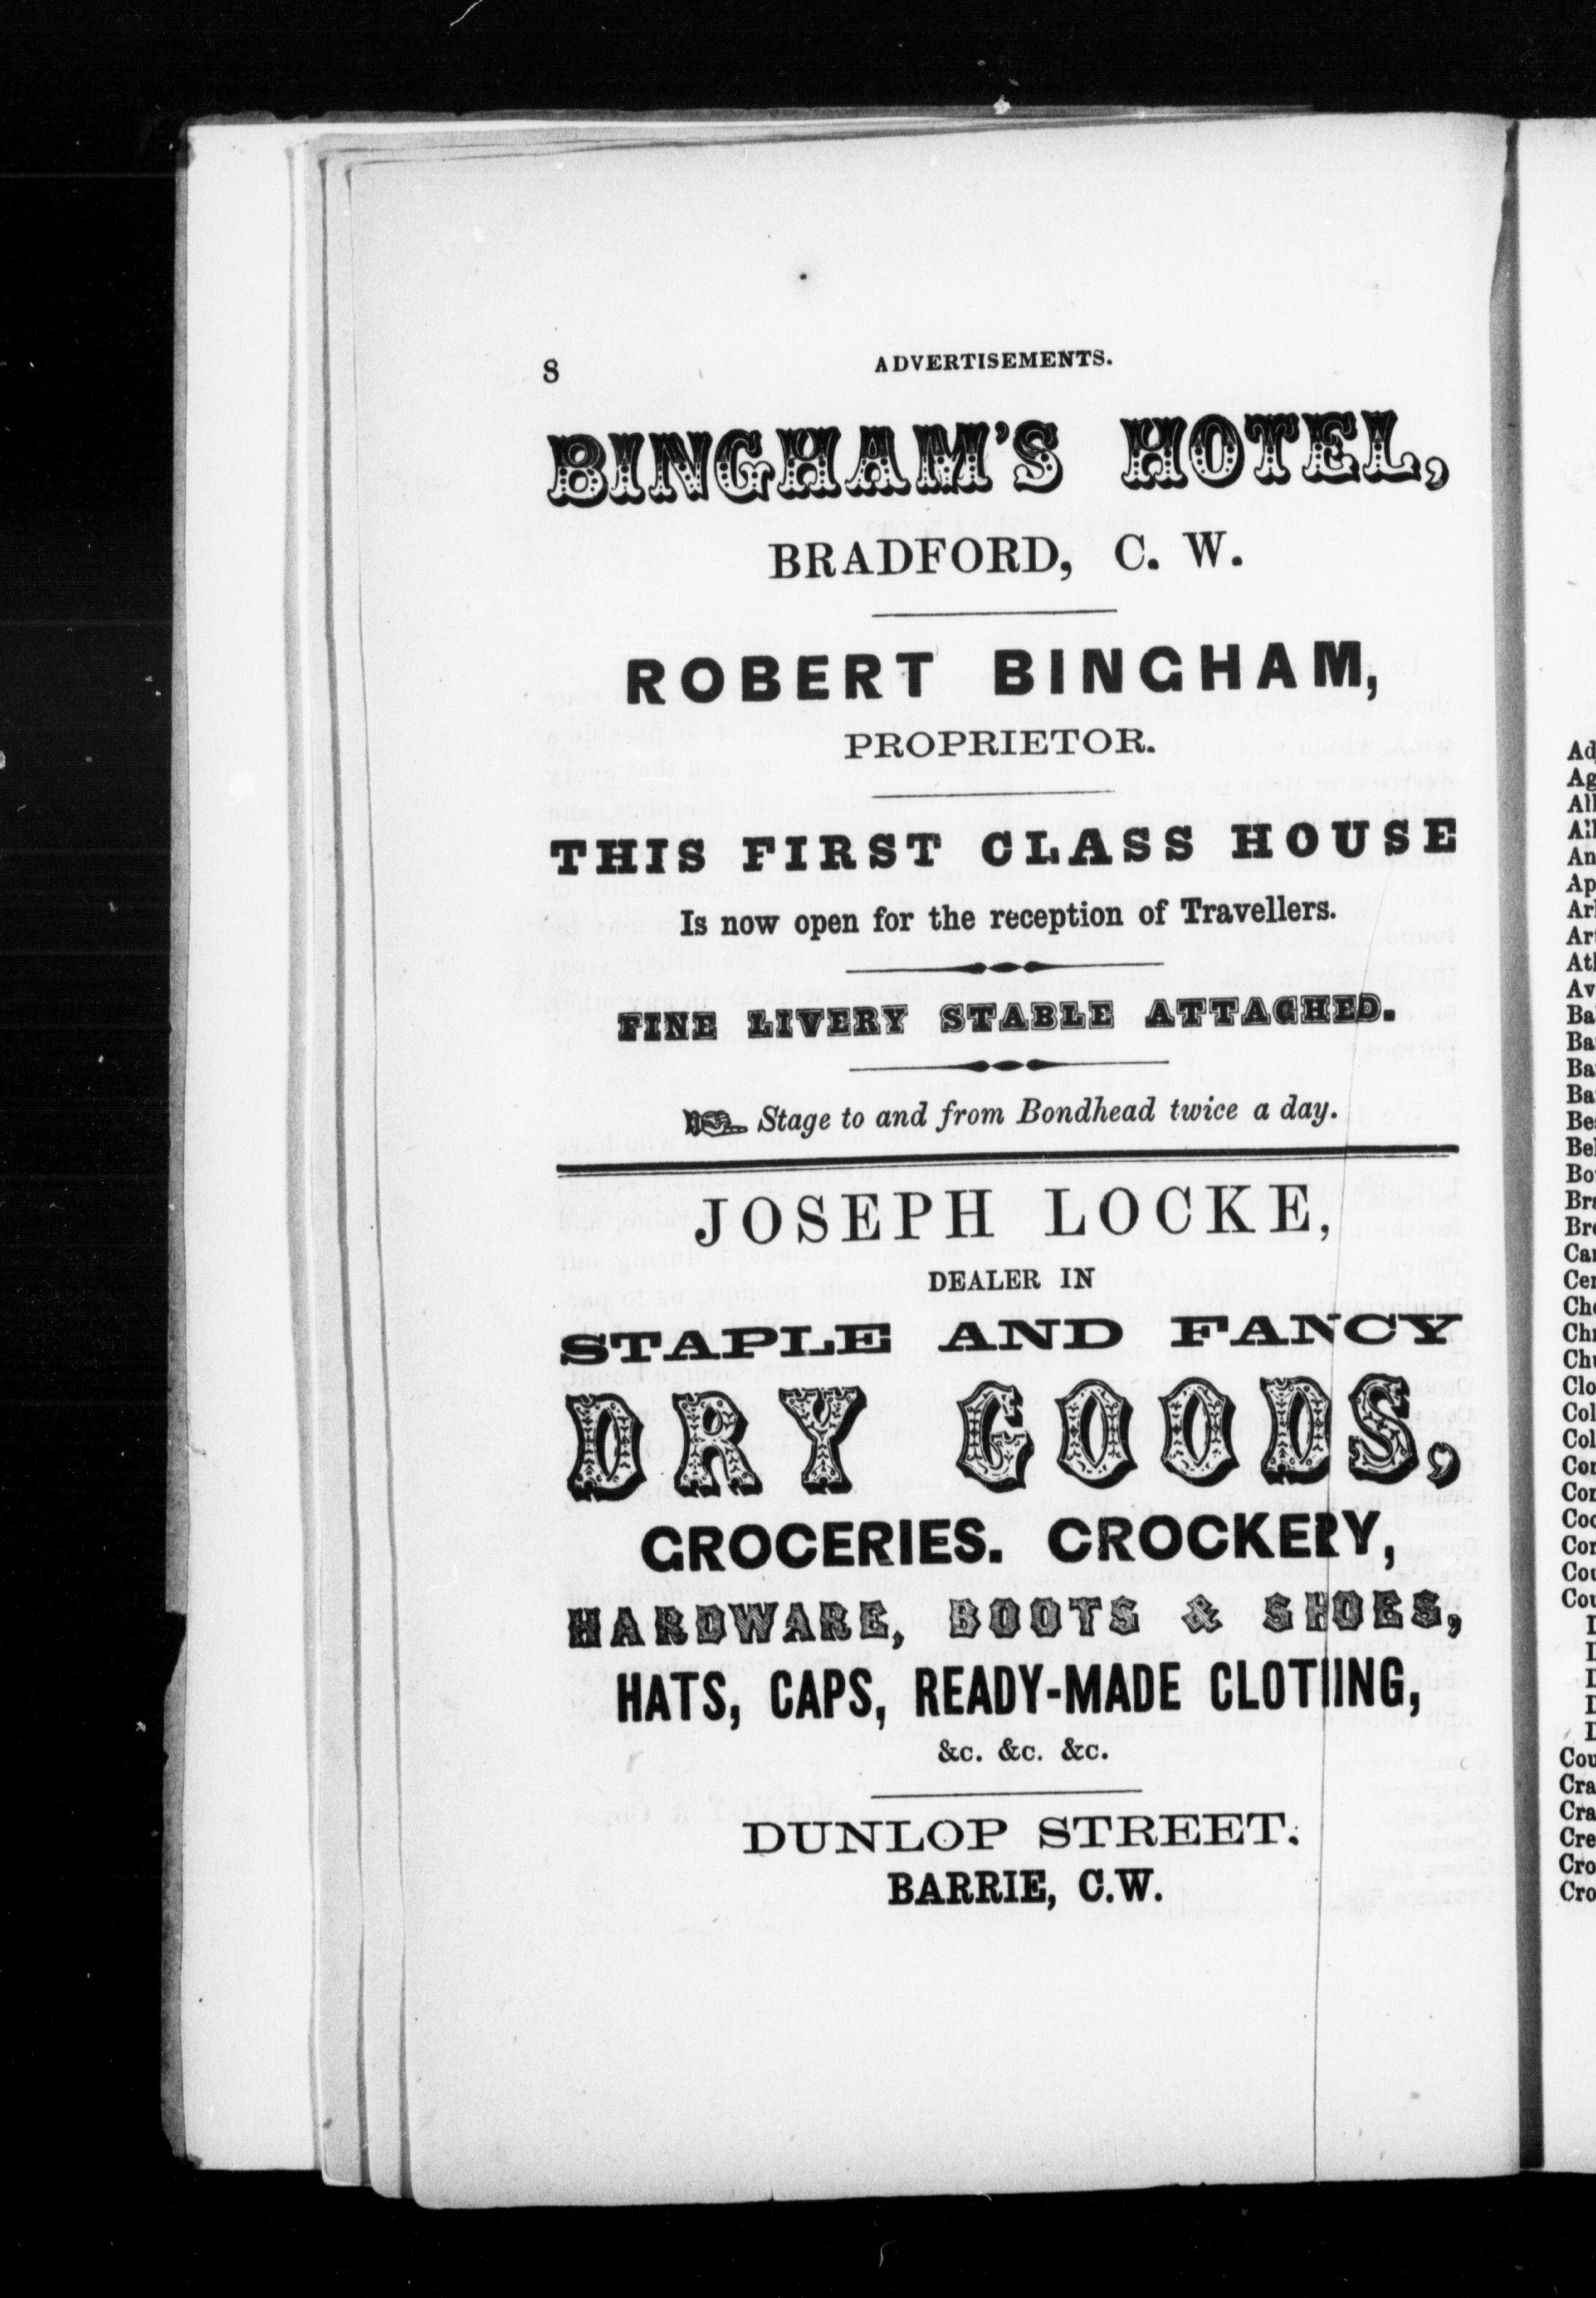 8 ADVERTISEMENTS.
BINGHAM'S HOTEL,
BRADFORD, C. W.
ROBERT BINGHAM,
PROPRIETOR.
THIS FIRST CLASS HOUSE
Is now open for the reception of Travellers.
FINE LIVERY STABLE ATTACHED.
Stage to and from Bondhead twice a day.
JOSEPH LOCKE,
DEALER IN
STAPLE AND FANCY
DRY GOODS,
GROCERIES. CROCKERY,
HARDWARE, BOOTS & SHOES,
HATS, CAPS, READY-MADE CLOTHING,
&c. &c. &c.
DUNLOP STREET.
BARRIE, C.W.